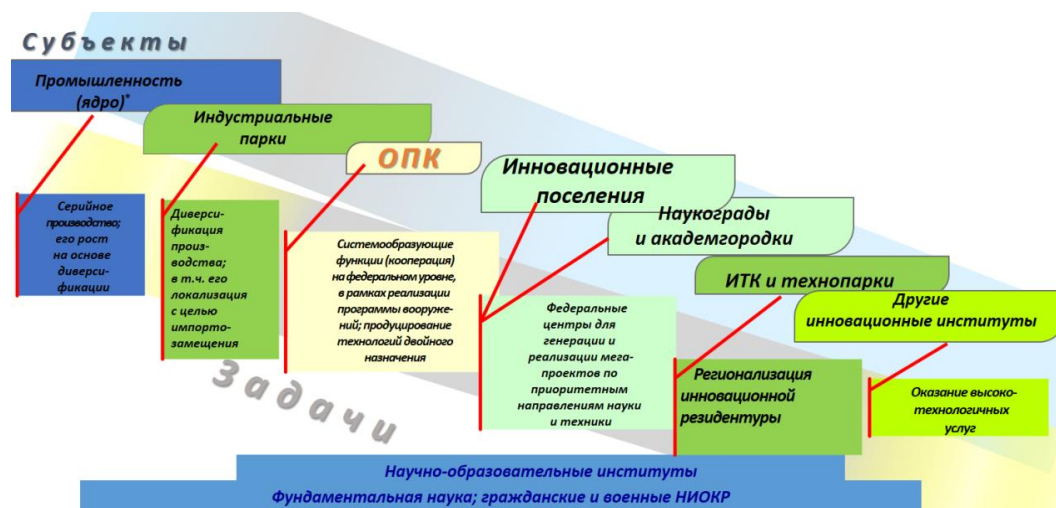 Субъекты
Промышленность
(ядро)*
Индустриальные
парки
ОПК
Инновационные
поселения
Наукограды
и академгородки
ИТК и технопарки
Другие
инновационные институты
Серийное
производство;
его рост
на основе
диверси-
фикации
Диверси-
фикация
произ-
водства;
в т.ч. его
локализация
с целью
импорто-
замещения
Системообразующие
функции (кооперация)
на федеральном уровне,
в рамках реализации
программы вооруже-
ний; продуцирование
технологий двойного
назначения
Федеральные
центры для
генерации и
реализации мега-
проектов по
приоритетным
направлениям науки
и техники
Регионализация
инновационной
резидентуры
Оказание высоко-
технологичных
услуг
Задачи
Научно-образовательные институты
Фундаментальная наука; гражданские и военные НИОКР